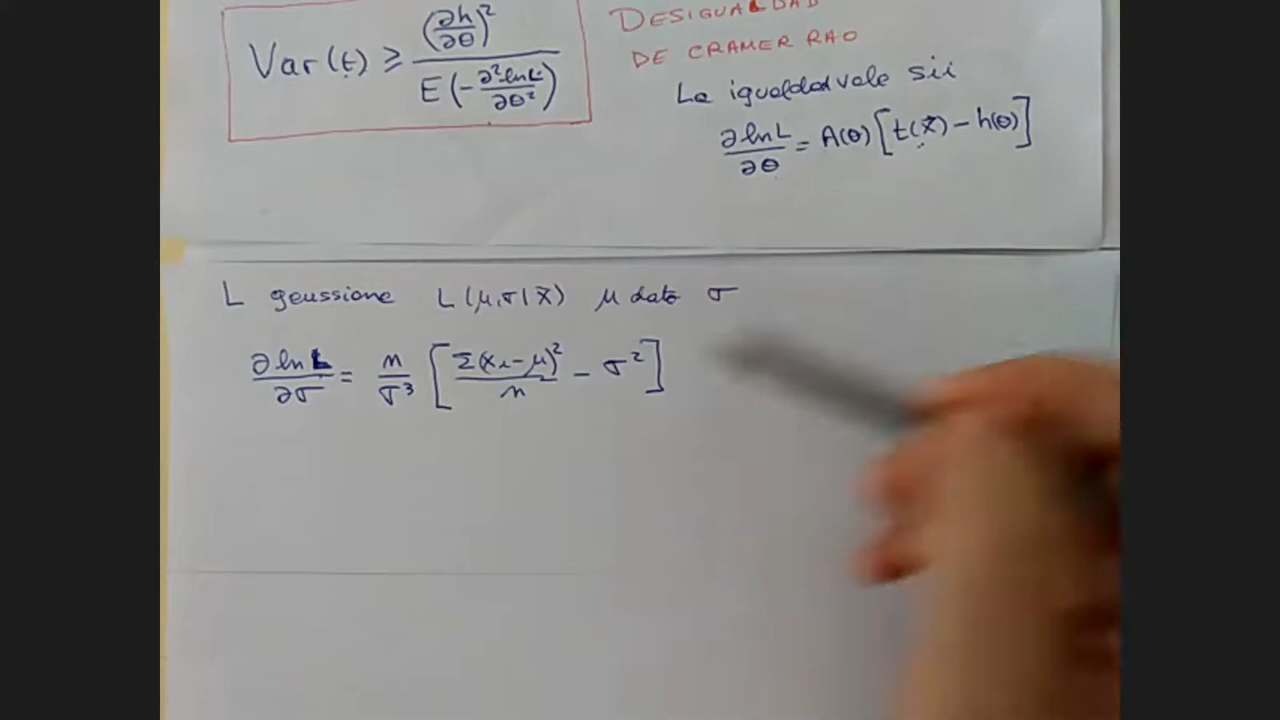 Var(t) ≥ (∂h/∂θ)² / E(-∂²lnL/∂θ²)
DESIGUALDAD
DE CRAMER RAO
La igualdad vale sii
∂lnL/∂θ = A(θ)[t(x̄) - h(θ)]
L gaussiana L(μ,σ|x̄) μ dato σ
∂lnL/∂σ = n/σ³ [Σ(xᵢ-μ)²/n - σ²]